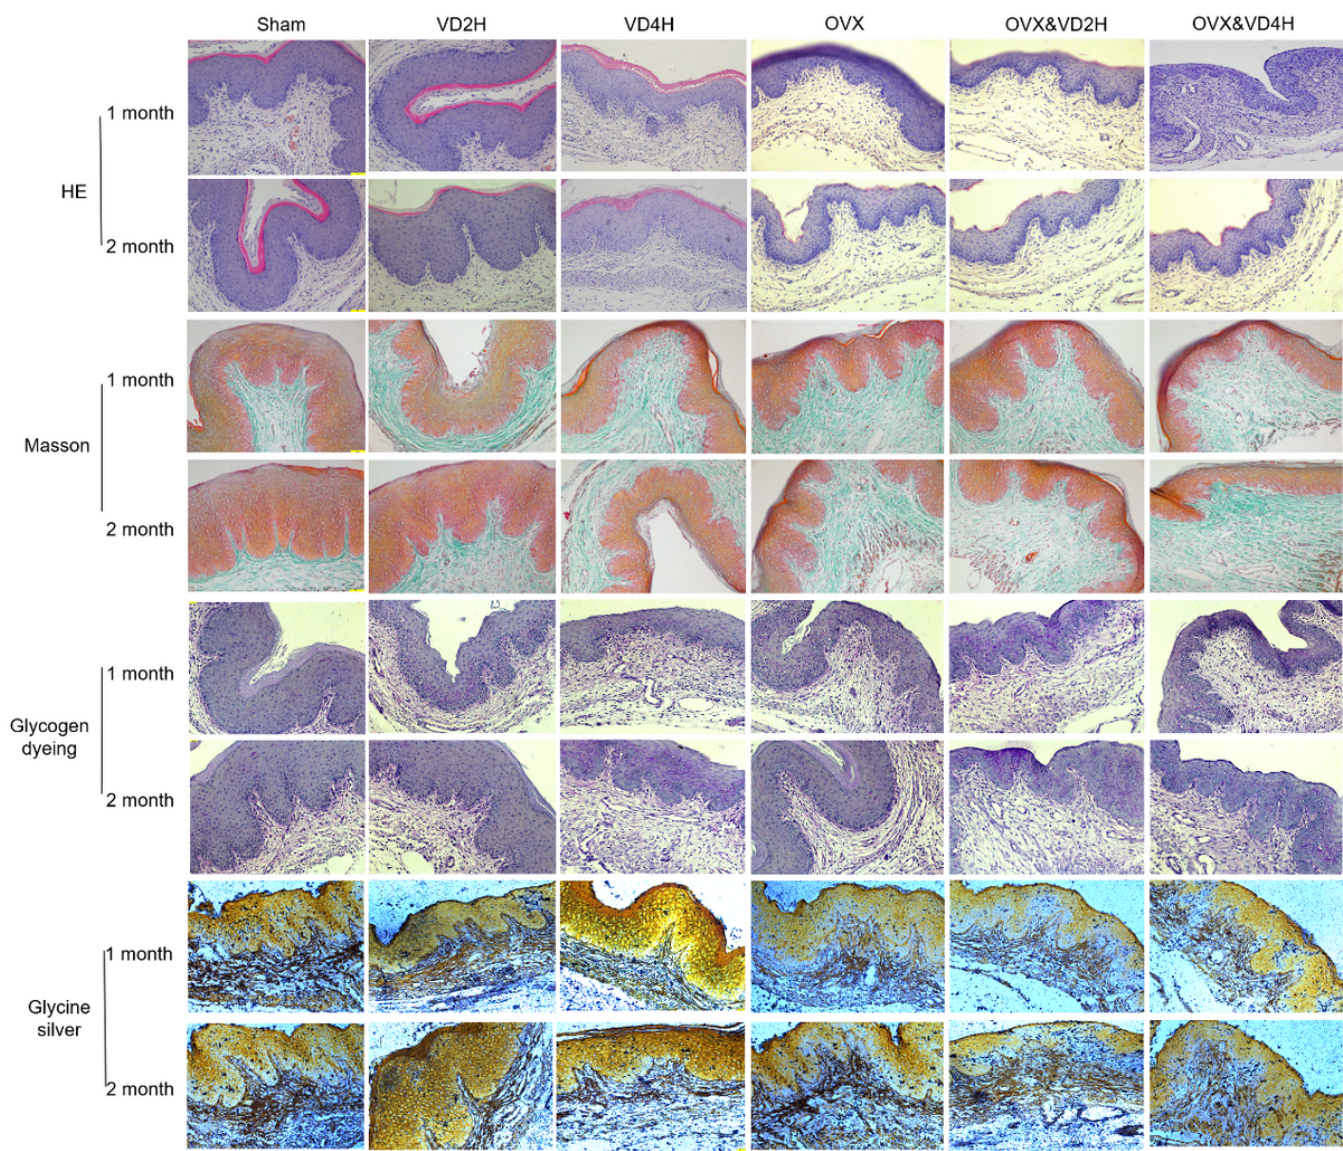 Sham VD2H VD4H OVX OVX&VD2H OVX&VD4H
1 month
HE
2 month
1 month
Masson
2 month
1 month
Glycogen
dyeing
2 month
1 month
Glycine
silver
2 month